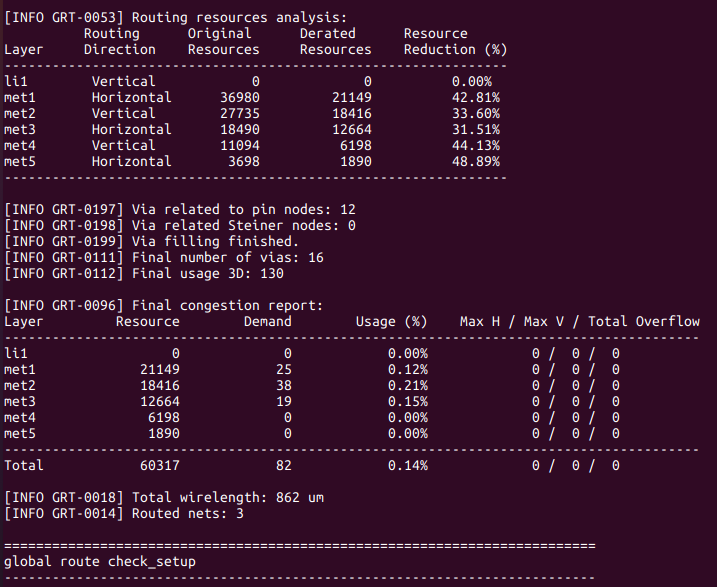 [INFO GRT-0053] Routing resources analysis:
          Routing      Original      Derated      Resource
Layer     Direction    Resources     Resources    Reduction (%)
---------------------------------------------------------------
li1        Vertical            0             0          0.00%
met1       Horizontal      36980         21149          42.81%
met2       Vertical        27735         18416          33.60%
met3       Horizontal      18490         12664          31.51%
met4       Vertical        11094          6198          44.13%
met5       Horizontal       3698          1890          48.89%
---------------------------------------------------------------

[INFO GRT-0197] Via related to pin nodes: 12
[INFO GRT-0198] Via related Steiner nodes: 0
[INFO GRT-0199] Via filling finished.
[INFO GRT-0111] Final number of vias: 16
[INFO GRT-0112] Final usage 3D: 130

[INFO GRT-0096] Final congestion report:
Layer         Resource        Demand        Usage (%)    Max H / Max V / Total Overflow
---------------------------------------------------------------------------------------
li1                  0             0            0.00%             0 /  0 /  0
met1             21149            25            0.12%             0 /  0 /  0
met2             18416            38            0.21%             0 /  0 /  0
met3             12664            19            0.15%             0 /  0 /  0
met4              6198             0            0.00%             0 /  0 /  0
met5              1890             0            0.00%             0 /  0 /  0
---------------------------------------------------------------------------------------
Total            60317            82            0.14%             0 /  0 /  0

[INFO GRT-0018] Total wirelength: 862 um
[INFO GRT-0014] Routed nets: 3

==========================================================================
global route check_setup
--------------------------------------------------------------------------